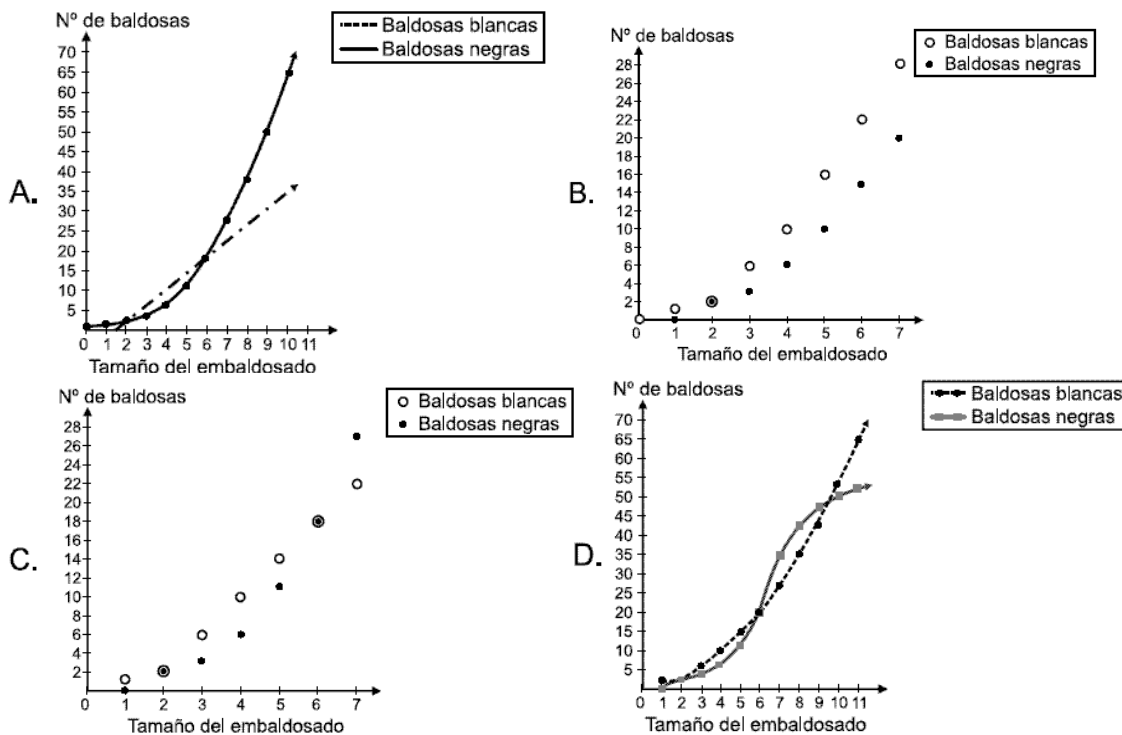 A.
Nº de baldosas
Baldosas blancas
Baldosas negras
70
65
60
55
50
45
40
35
30
25
20
15
10
5
0 1 2 3 4 5 6 7 8 9 10 11
Tamaño del embaldosado
B.
Nº de baldosas
Baldosas blancas
Baldosas negras
28
26
24
22
20
18
16
14
12
10
8
6
4
2
0 1 2 3 4 5 6 7
Tamaño del embaldosado
C.
Nº de baldosas
Baldosas blancas
Baldosas negras
28
26
24
22
20
18
16
14
12
10
8
6
4
2
0 1 2 3 4 5 6 7
Tamaño del embaldosado
D.
Nº de baldosas
Baldosas blancas
Baldosas negras
70
65
60
55
50
45
40
35
30
25
20
15
10
5
0 1 2 3 4 5 6 7 8 9 10 11
Tamaño del embaldosado